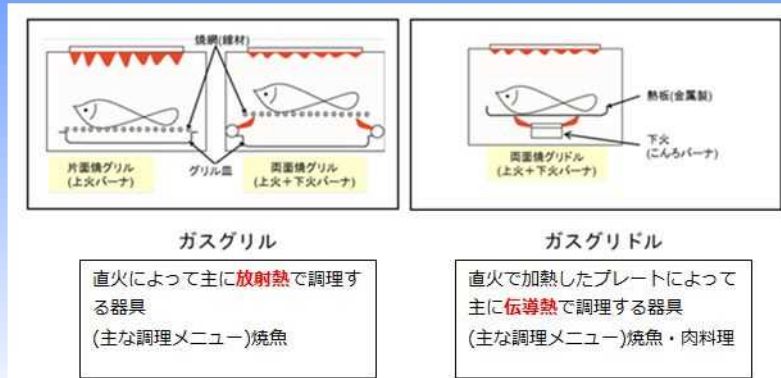 焼網(線材)
片面焼グリル
(上火バーナ)
グリル皿
両面焼グリル
(上火+下火バーナ)
熱板(金属製)
下火
(こんろバーナ)
両面焼グリドル
(上火+下火バーナ)
ガスグリル
直火によって主に放射熱で調理す
る器具
(主な調理メニュー)焼魚
ガスグリドル
直火で加熱したプレートによって
主に伝導熱で調理する器具
(主な調理メニュー)焼魚・肉料理